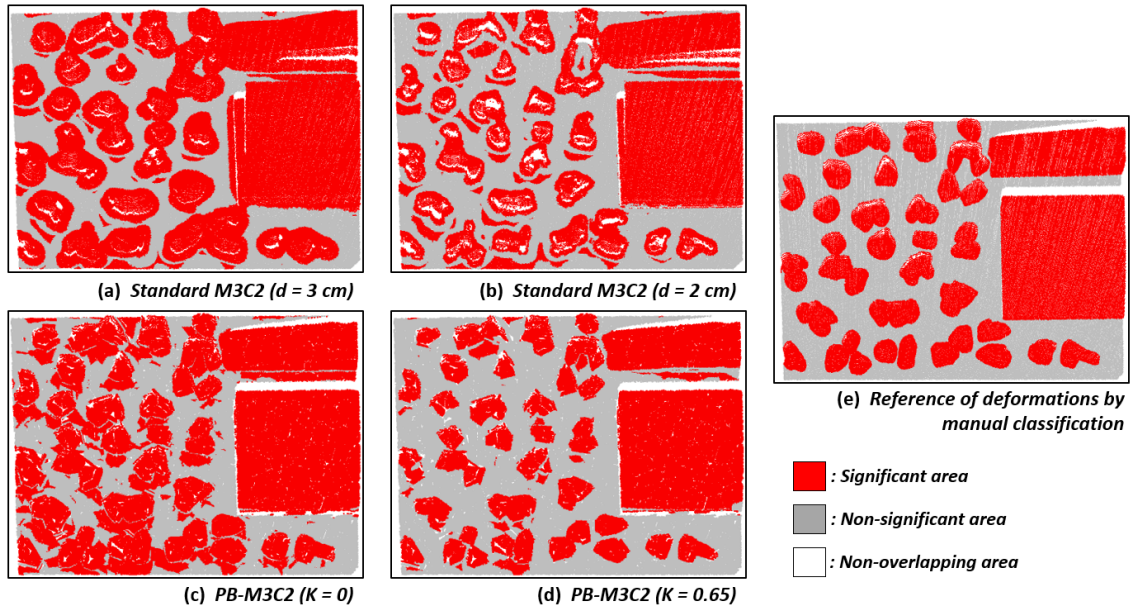 (a) Standard M3C2 (d = 3 cm)
(b) Standard M3C2 (d = 2 cm)
(c) PB-M3C2 (K = 0)
(d) PB-M3C2 (K = 0.65)
(e) Reference of deformations by
manual classification
: Significant area
: Non-significant area
: Non-overlapping area